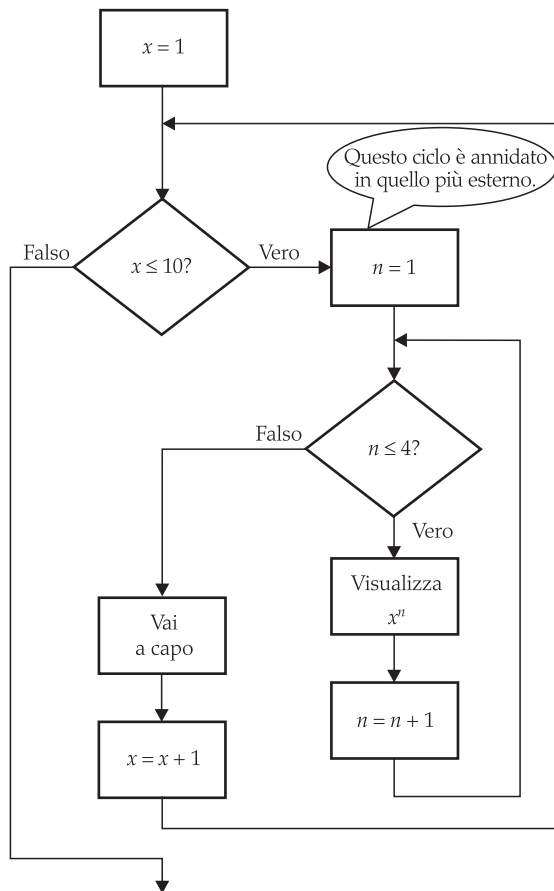 x = 1
Questo ciclo è annidato
in quello più esterno.
Falso
x ≤ 10?
Vero
n = 1
Falso
n ≤ 4?
Vero
Visualizza
xⁿ
Vai
a capo
n = n + 1
x = x + 1